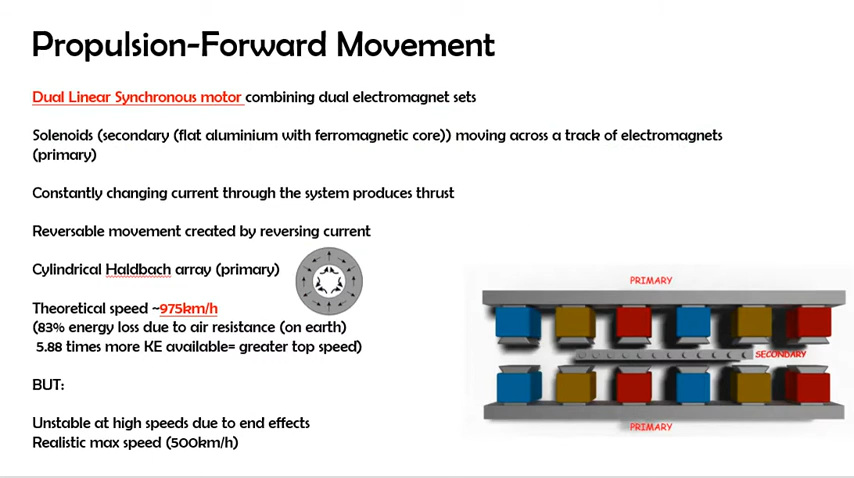 Propulsion-Forward Movement
Dual Linear Synchronous motor combining dual electromagnet sets
Solenoids (secondary (flat aluminium with ferromagnetic core)) moving across a track of electromagnets
(primary)
Constantly changing current through the system produces thrust
Reversable movement created by reversing current
Cylindrical Haldbach array (primary)
Theoretical speed ~975km/h
(83% energy loss due to air resistance (on earth)
5.88 times more KE available= greater top speed)
BUT:
Unstable at high speeds due to end effects
Realistic max speed (500km/h)
PRIMARY
SECONDARY
PRIMARY